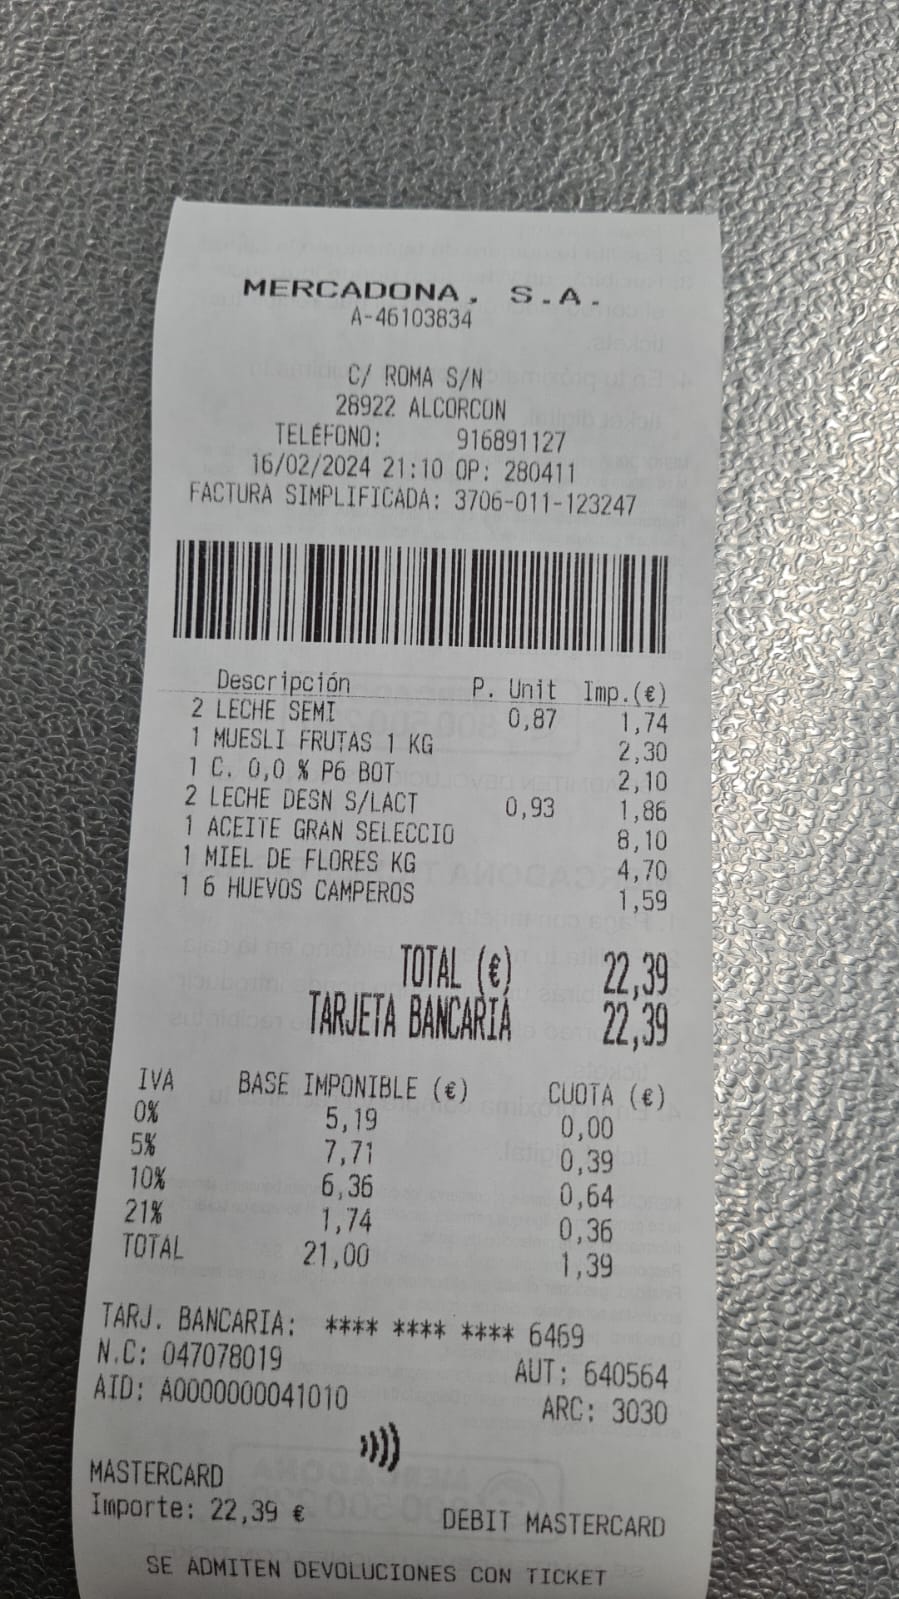 MERCADONA, S.A.
A-46103834
C/ ROMA S/N
28922 ALCORCON
TELÉFONO: 916891127
16/02/2024 21:10 OP: 280411
FACTURA SIMPLIFICADA: 3706-011-123247
Descripción P. Unit Imp.(€)
2 LECHE SEMI 0,87 1,74
1 MUESLI FRUTAS 1 KG 2,30
1 C. 0,0 % P6 BOT 2,10
2 LECHE DESN S/LACT 0,93 1,86
1 ACEITE GRAN SELECCIO 8,10
1 MIEL DE FLORES KG 4,70
1 6 HUEVOS CAMPEROS 1,59
TOTAL (€) 22,39
TARJETA BANCARIA 22,39
IVA BASE IMPONIBLE (€) CUOTA (€)
0% 5,19 0,00
5% 7,71 0,39
10% 6,36 0,64
21% 1,74 0,36
TOTAL 21,00 1,39
TARJ. BANCARIA: **** **** **** 6469
N.C: 047078019 AUT: 640564
AID: A0000000041010 ARC: 3030
MASTERCARD
Importe: 22,39 € DEBIT MASTERCARD
SE ADMITEN DEVOLUCIONES CON TICKET